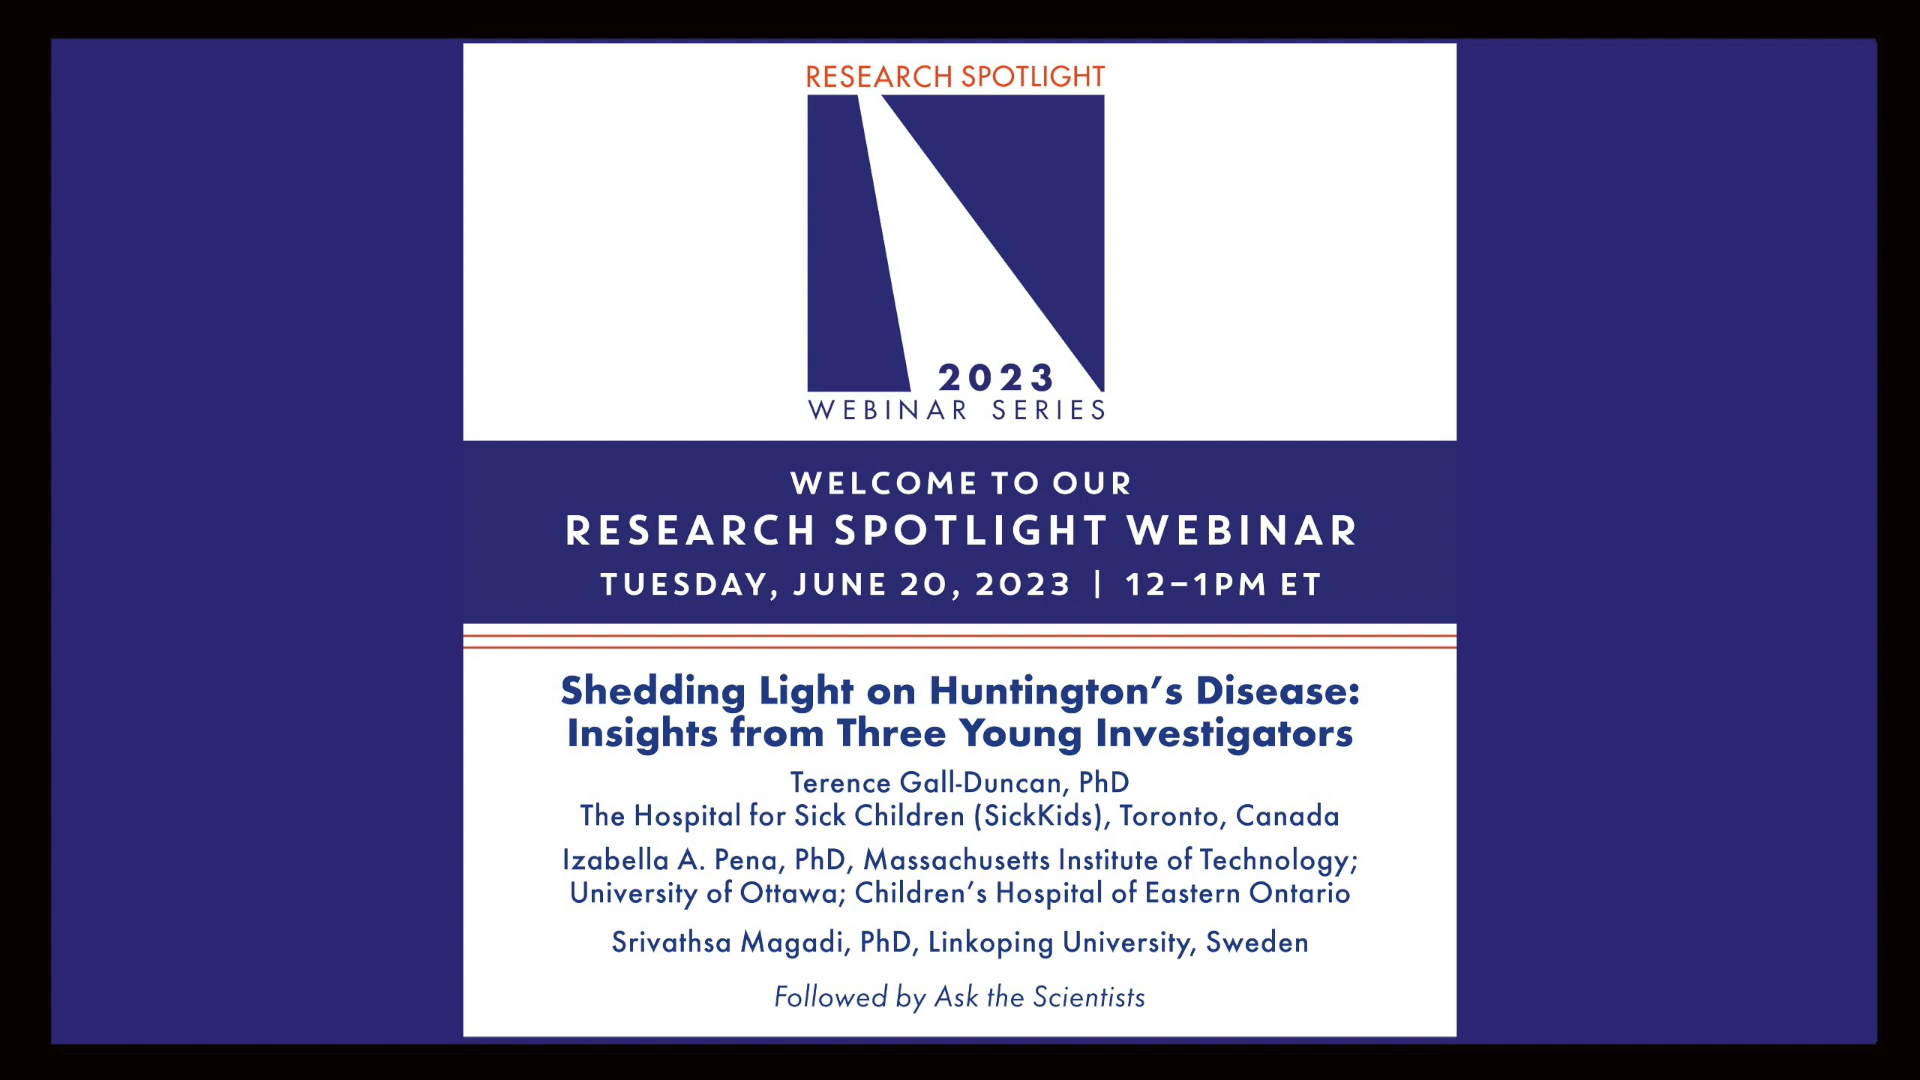 RESEARCH SPOTLIGHT
2023
WEBINAR SERIES
WELCOME TO OUR
RESEARCH SPOTLIGHT WEBINAR
TUESDAY, JUNE 20, 2023 | 12–1PM ET
Shedding Light on Huntington’s Disease:
Insights from Three Young Investigators
Terence Gall-Duncan, PhD
The Hospital for Sick Children (SickKids), Toronto, Canada
Izabella A. Pena, PhD, Massachusetts Institute of Technology;
University of Ottawa; Children’s Hospital of Eastern Ontario
Srivathsa Magadi, PhD, Linkoping University, Sweden
Followed by Ask the Scientists